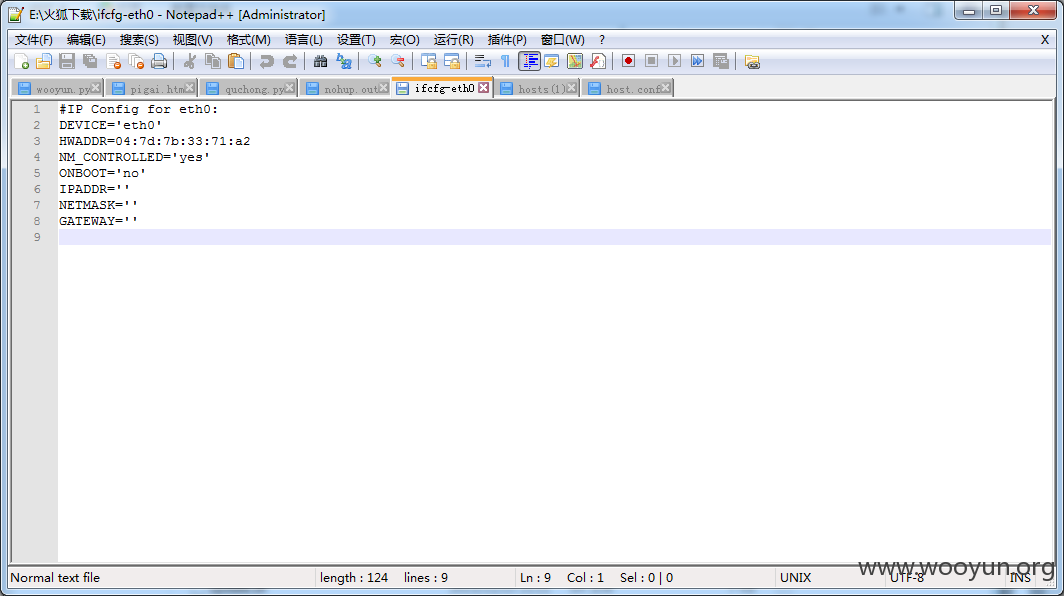 E:\火狐下载\ifcfg-eth0 - Notepad++ [Administrator]
文件(F) 编辑(E) 搜索(S) 视图(V) 格式(M) 语言(L) 设置(T) 宏(O) 运行(R) 插件(P) 窗口(W) ? X
wooyun.py pigai.htm quchong.py nohup.out ifcfg-eth0 hosts(1) host.conf
1 #IP Config for eth0:
2 DEVICE='eth0'
3 HWADDR=04:7d:7b:33:71:a2
4 NM_CONTROLLED='yes'
5 ONBOOT='no'
6 IPADDR=''
7 NETMASK=''
8 GATEWAY=''
9
Normal text file length : 124 lines : 9 Ln : 9 Col : 1 Sel : 0 | 0 UNIX UTF-8 INS
www.wooyun.org